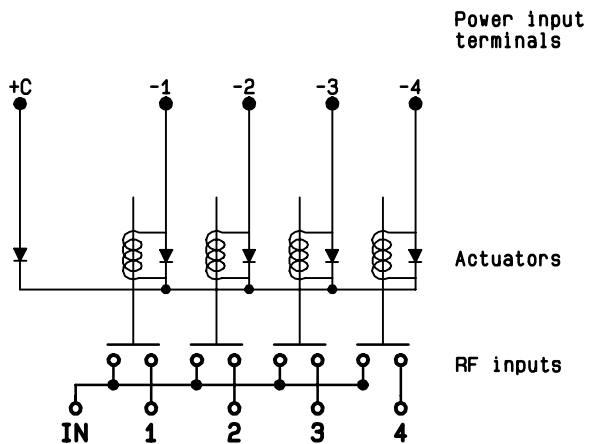 Power input
terminals
+C -1 -2 -3 -4
Actuators
RF inputs
IN 1 2 3 4